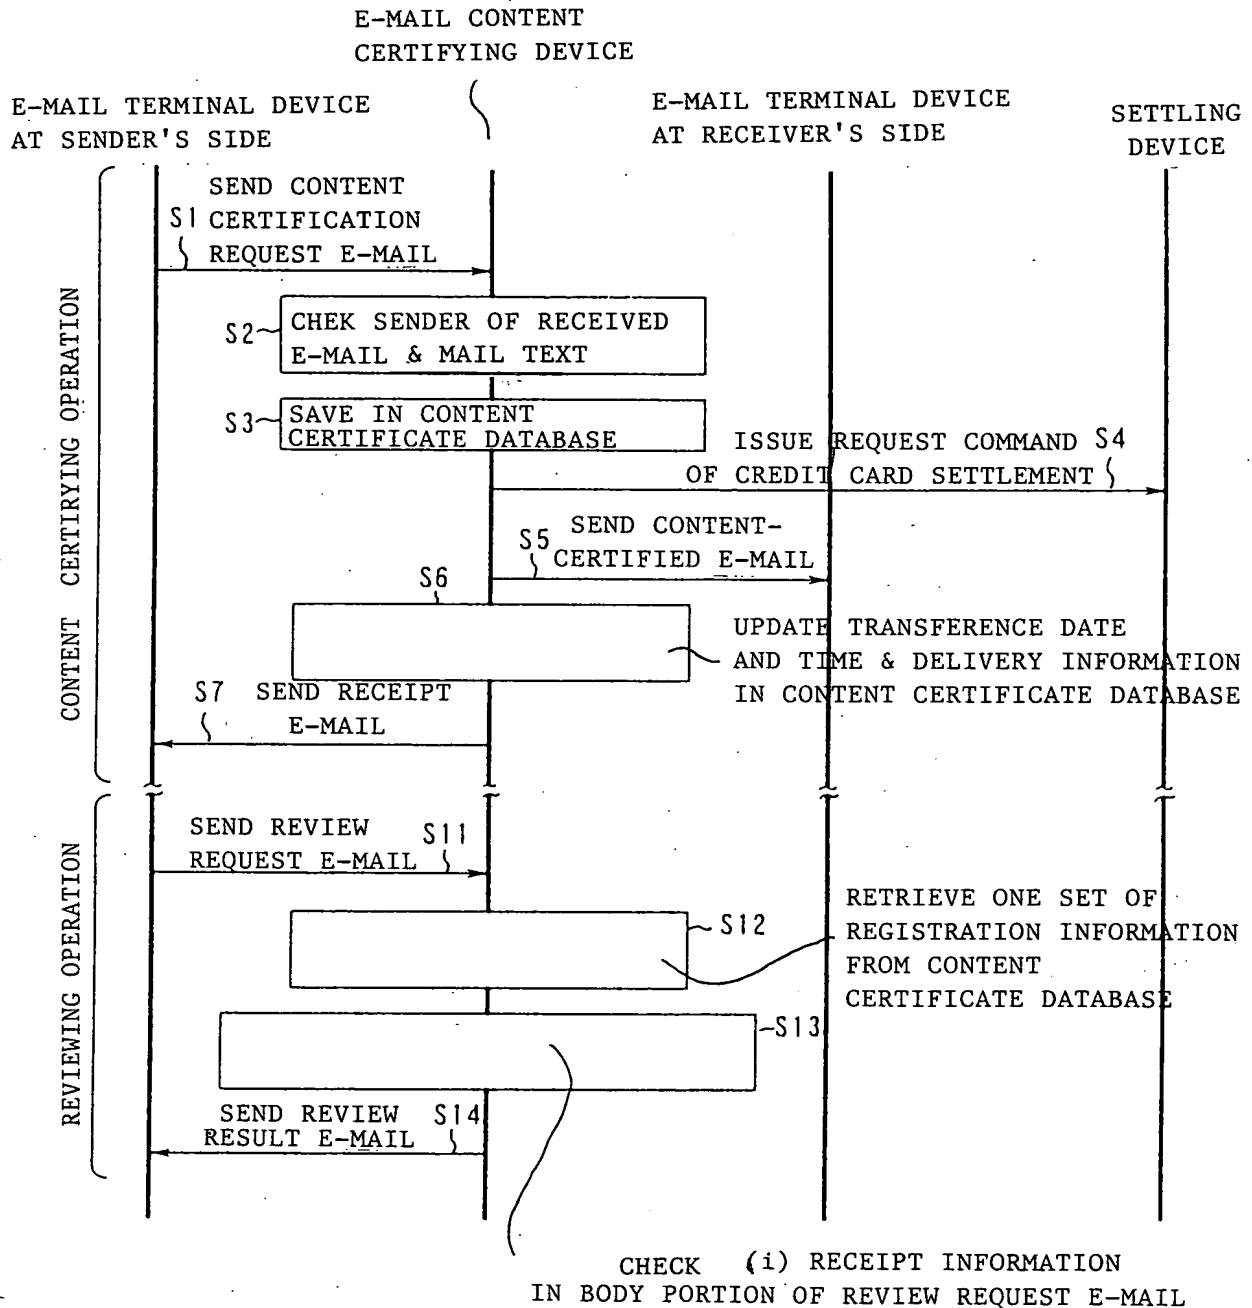 E-MAIL CONTENT
CERTIFYING DEVICE
E-MAIL TERMINAL DEVICE
AT SENDER'S SIDE
E-MAIL TERMINAL DEVICE
AT RECEIVER'S SIDE
SETTLING
DEVICE
CONTENT CERTIRYING OPERATION
S1
SEND CONTENT
CERTIFICATION
REQUEST E-MAIL
S2
CHEK SENDER OF RECEIVED
E-MAIL & MAIL TEXT
S3
SAVE IN CONTENT
CERTIFICATE DATABASE
ISSUE REQUEST COMMAND
OF CREDIT CARD SETTLEMENT
S4
S5
SEND CONTENT-
CERTIFIED E-MAIL
S6
UPDATE TRANSFERENCE DATE
AND TIME & DELIVERY INFORMATION
IN CONTENT CERTIFICATE DATABASE
S7
SEND RECEIPT
E-MAIL
REVIEWING OPERATION
SEND REVIEW
REQUEST E-MAIL
S11
S12
RETRIEVE ONE SET OF
REGISTRATION INFORMATION
FROM CONTENT
CERTIFICATE DATABASE
S13
SEND REVIEW
RESULT E-MAIL
S14
CHECK (i) RECEIPT INFORMATION
IN BODY PORTION OF REVIEW REQUEST E-MAIL